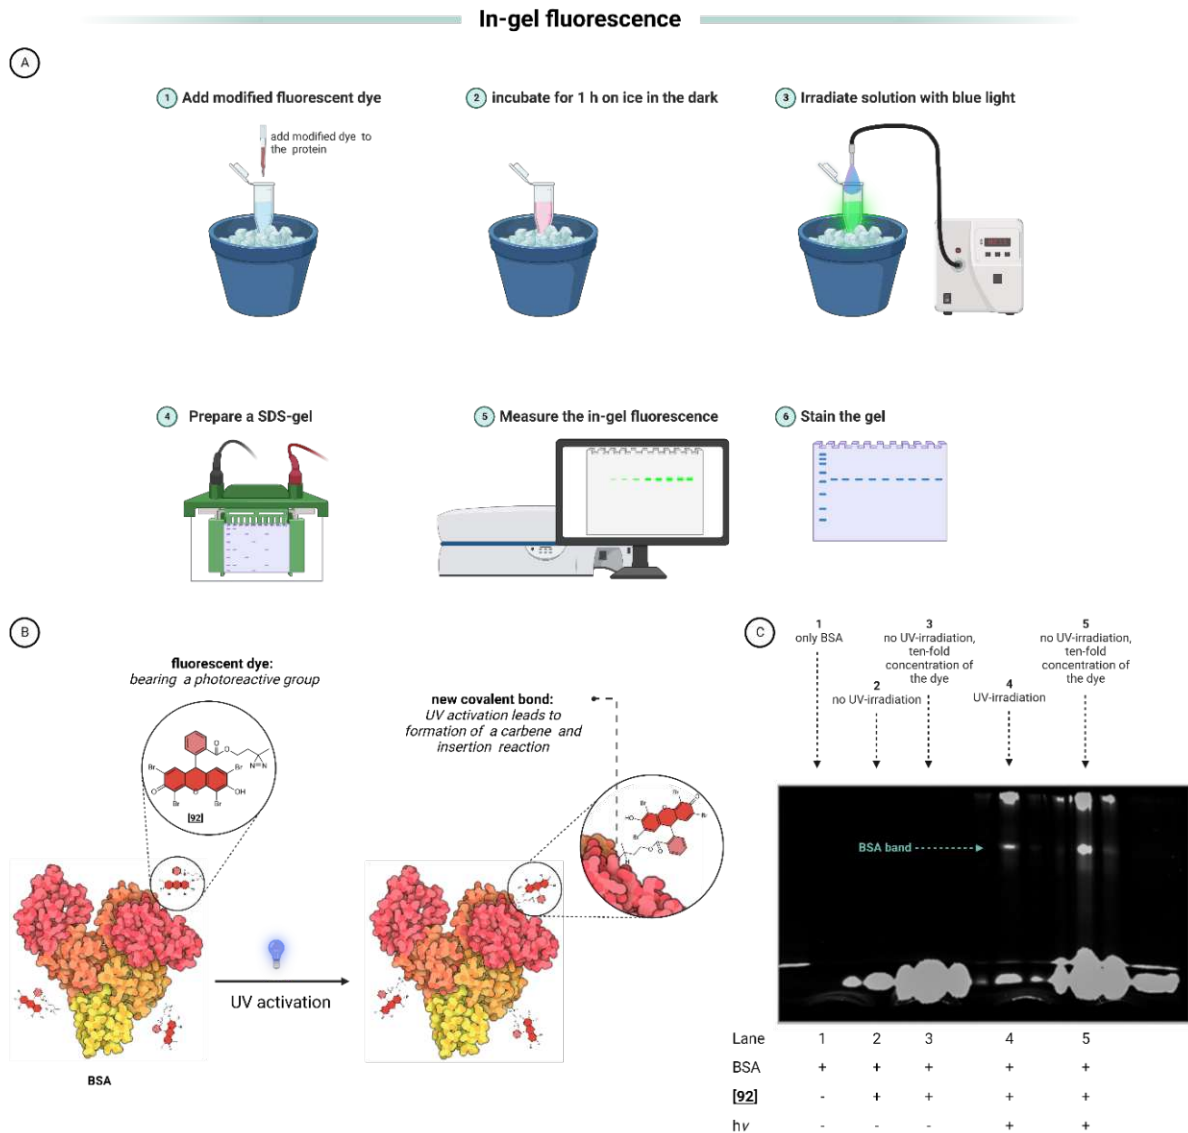 In-gel fluorescence
A
1 Add modified fluorescent dye
add modified dye to
the protein
2 incubate for 1 h on ice in the dark
3 Irradiate solution with blue light
4 Prepare a SDS-gel
5 Measure the in-gel fluorescence
6 Stain the gel
B
fluorescent dye:
bearing a photoreactive group
Br
O
O
N=N
Br
O
O
OH
Br
Br
[92]
new covalent bond:
UV activation leads to
formation of a carbene and
insertion reaction
UV activation
BSA
C
1
only BSA
2
no UV-irradiation
3
no UV-irradiation,
ten-fold
concentration of
the dye
4
UV-irradiation
5
no UV-irradiation,
ten-fold
concentration of
the dye
BSA band
Lane 1 2 3 4 5
BSA + + + + +
[92] - + + + +
hν - - - + +